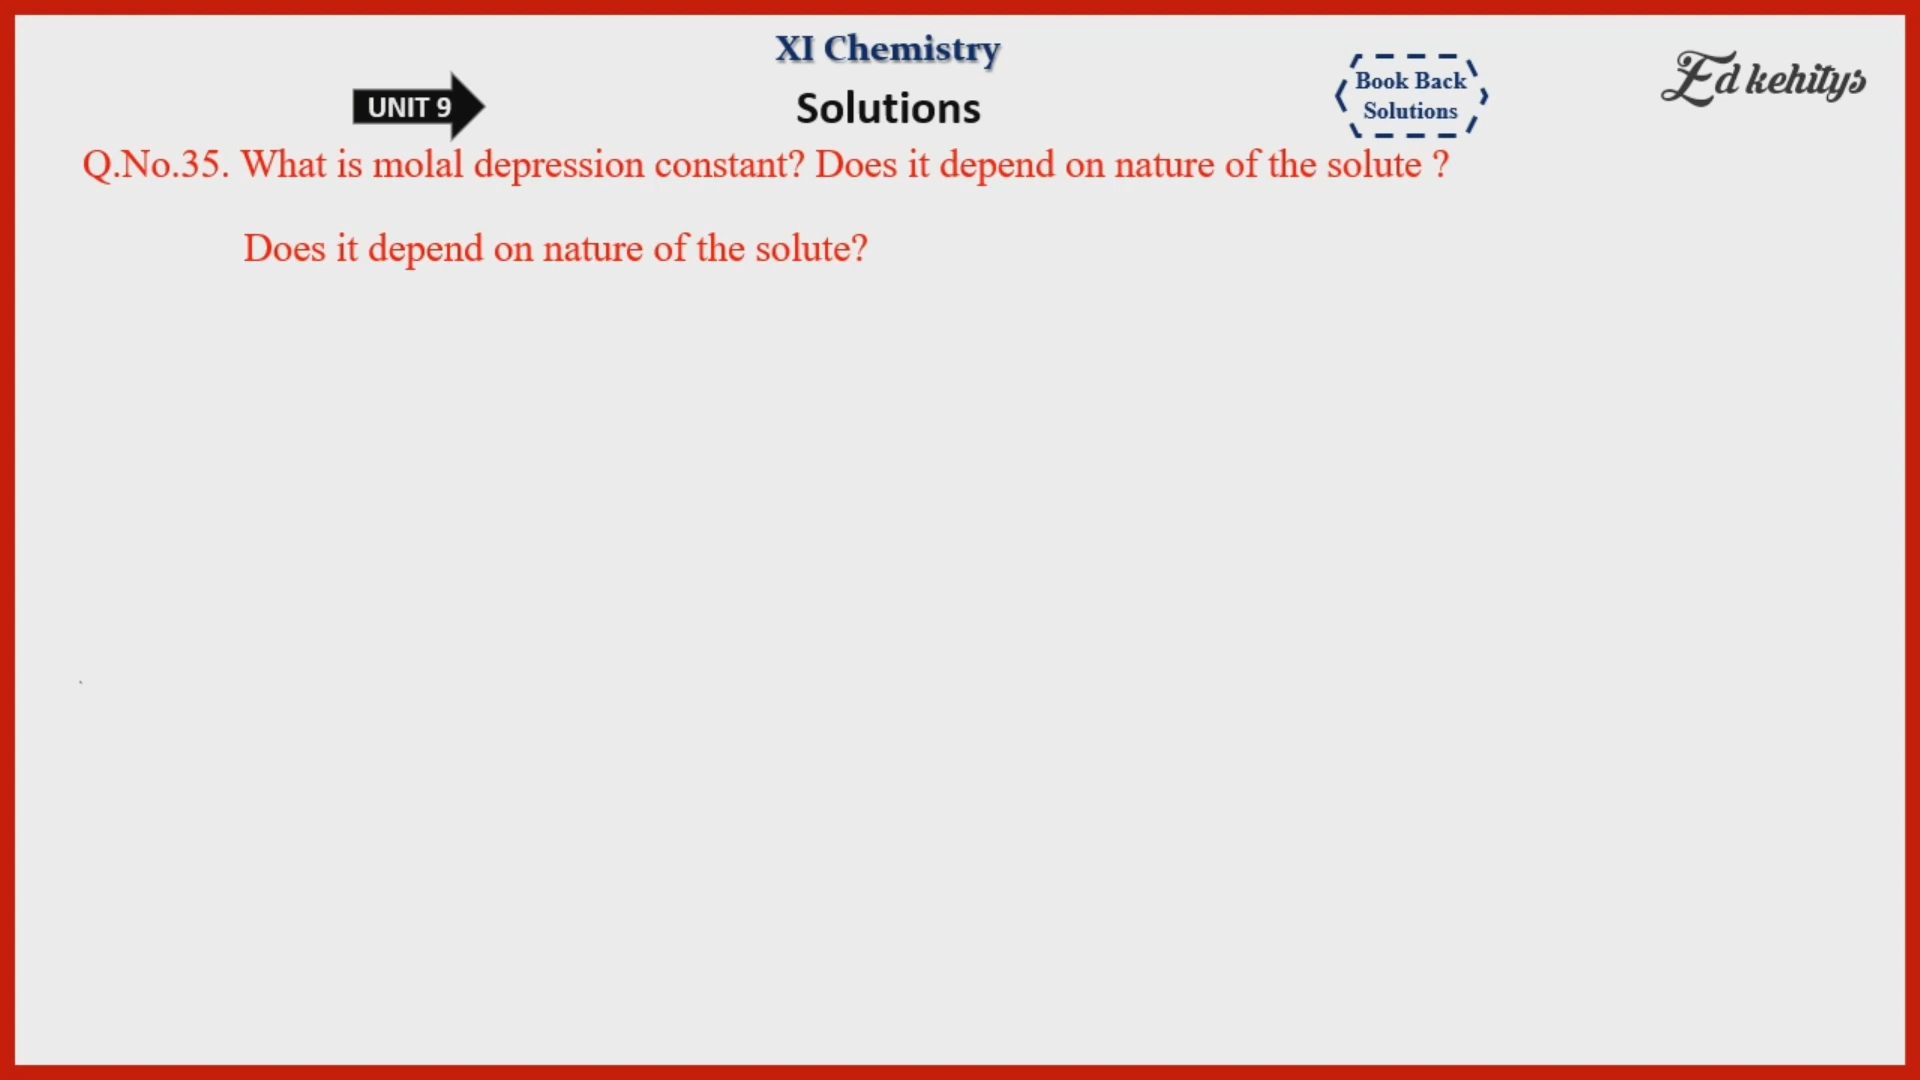 XI Chemistry
UNIT 9
Solutions
Book Back
Solutions
Ed kehitys
Q.No.35. What is molal depression constant? Does it depend on nature of the solute ?
Does it depend on nature of the solute?